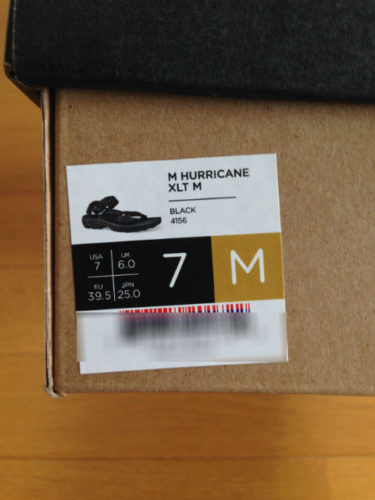 M HURRICANE
XLT M
BLACK
4156
USA UK
7 6.0
EU JPN
39.5 25.0
7 M